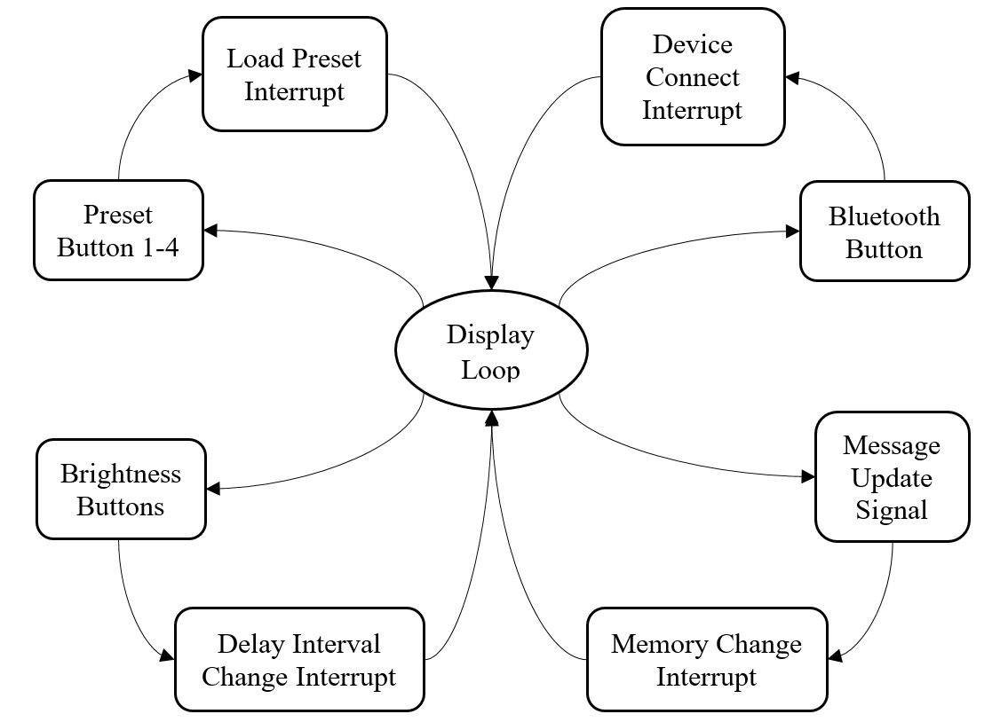 Load Preset
Interrupt
Device
Connect
Interrupt
Preset
Button 1-4
Bluetooth
Button
Display
Loop
Brightness
Buttons
Message
Update
Signal
Delay Interval
Change Interrupt
Memory Change
Interrupt